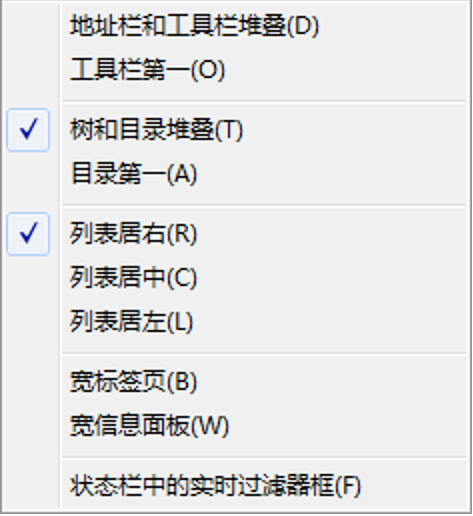 地址栏和工具栏堆叠(D)
工具栏第一(O)
树和目录堆叠(T)
目录第一(A)
列表居右(R)
列表居中(C)
列表居左(L)
宽标签页(B)
宽信息面板(W)
状态栏中的实时过滤器框(F)